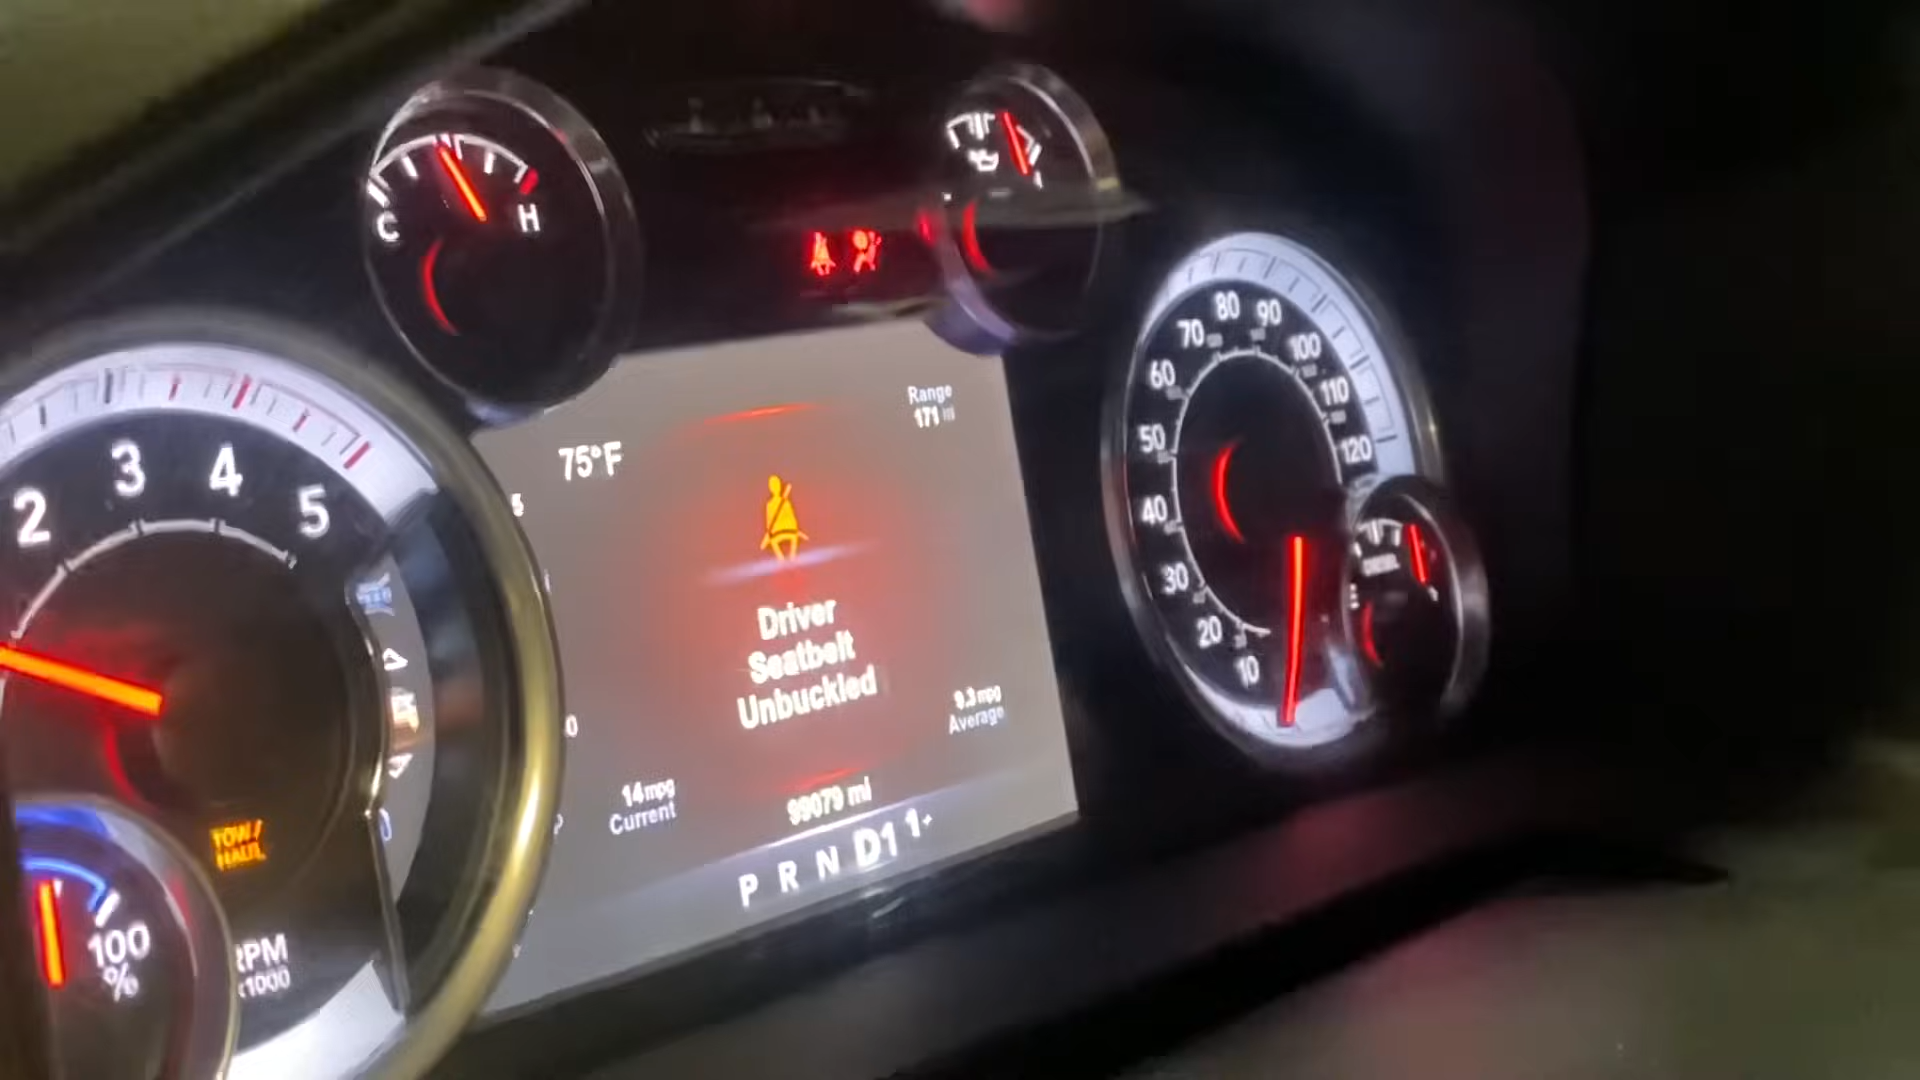 C
H
Range
171 mi
75°F
Driver
Seatbelt
Unbuckled
9.3 mpg
Average
14 mpg
Current
99079 mi
P R N D1 1+
2
3
4
5
TOW/
HAUL
RPM
x1000
100
%
10
20
30
40
50
60
70
80
90
100
110
120